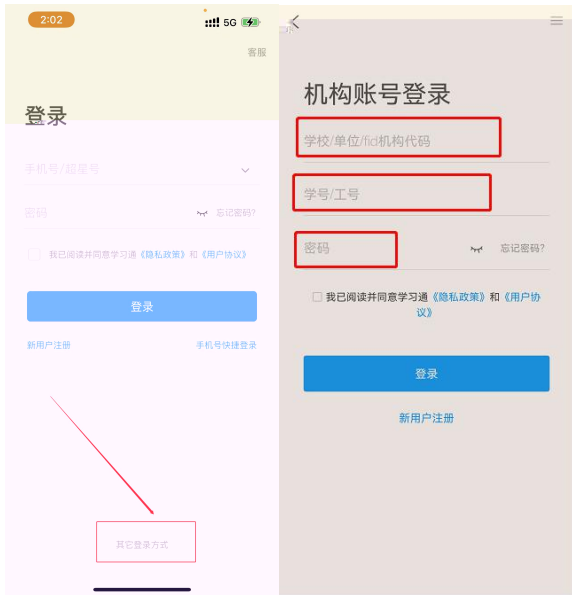 2:02
5G
客服
登录
手机号/超星号
密码
忘记密码?
我已阅读并同意学习通《隐私政策》和《用户协议》
登录
新用户注册
手机号快捷登录
其它登录方式
机构账号登录
学校/单位/fid机构代码
学号/工号
密码
忘记密码?
我已阅读并同意学习通《隐私政策》和《用户协
议》
登录
新用户注册